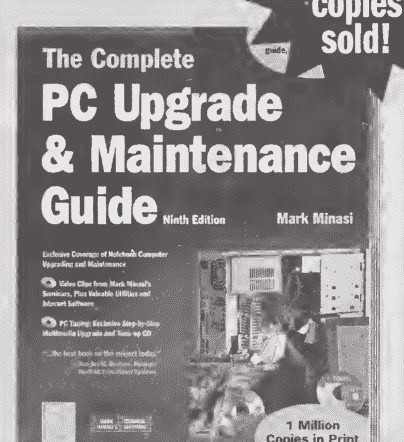 copies
sold!
guide,
The Complete
PC Upgrade
& Maintenance
Guide Ninth Edition Mark Minasi
Exclusive Coverage of Notebook Computer
Upgrading and Maintenance
Video Clips from Mark Minasi's
Seminars, Plus Valuable Utilities and
Internet Software
PC Tuning: Exclusive Step-by-Step
Multimedia Upgrade and Tune-up CD
"...the best book on the subject today."
1 Million
Copies in Print